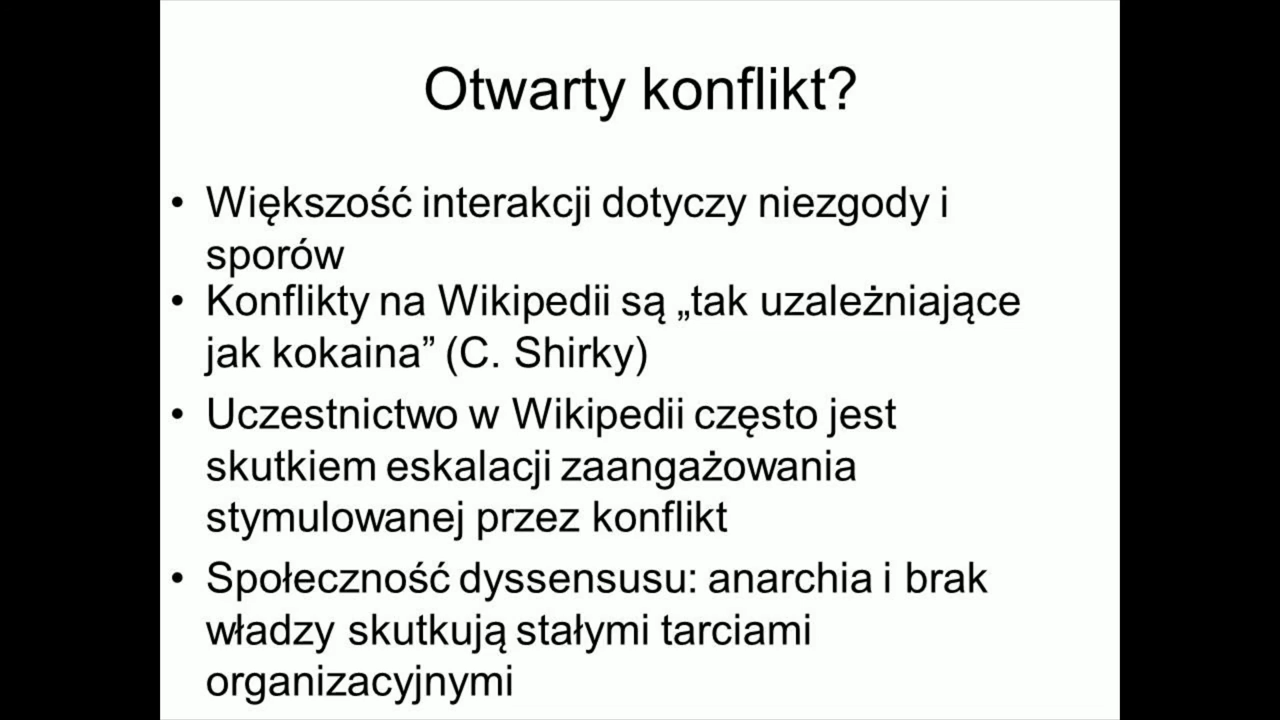 Otwarty konflikt?
• Większość interakcji dotyczy niezgody i
sporów
• Konflikty na Wikipedii są „tak uzależniające
jak kokaina” (C. Shirky)
• Uczestnictwo w Wikipedii często jest
skutkiem eskalacji zaangażowania
stymulowanej przez konflikt
• Społeczność dyssensusu: anarchia i brak
władzy skutkują stałymi tarciami
organizacyjnymi